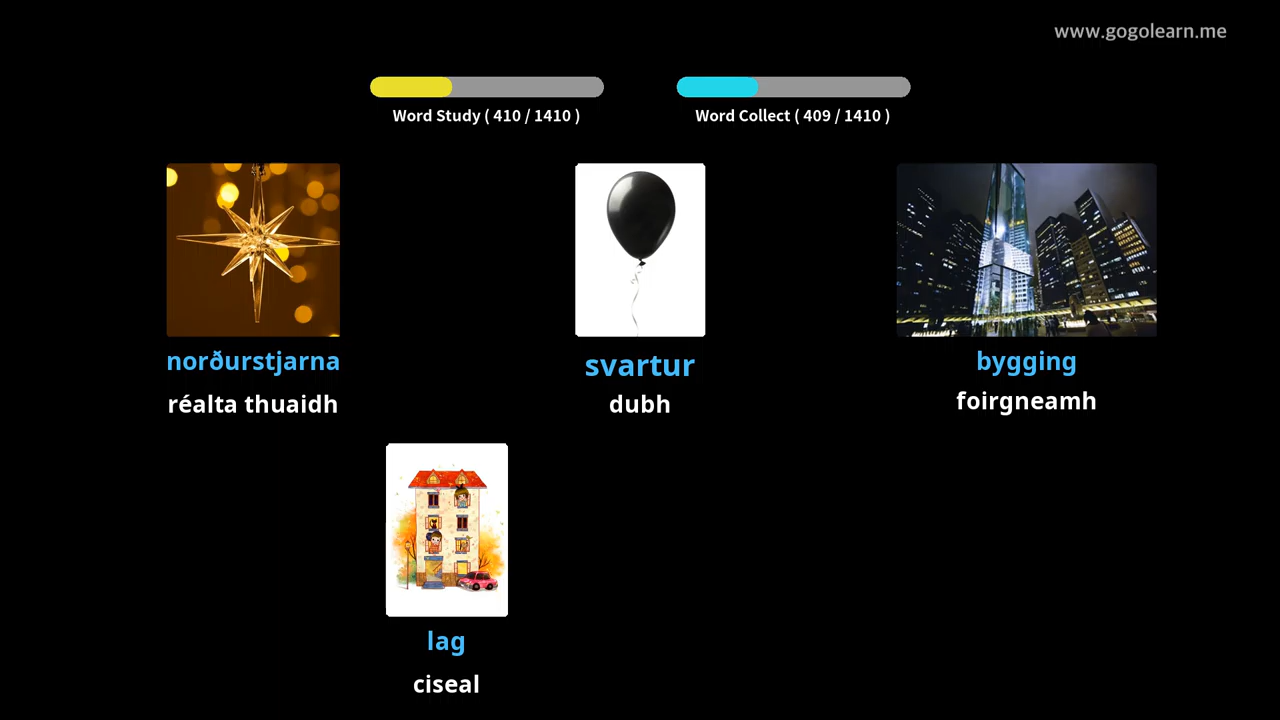 www.gogolearn.me
Word Study ( 410 / 1410 )
Word Collect ( 409 / 1410 )
norðurstjarna
réalta thuaidh
svartur
dubh
bygging
foirgneamh
lag
ciseal